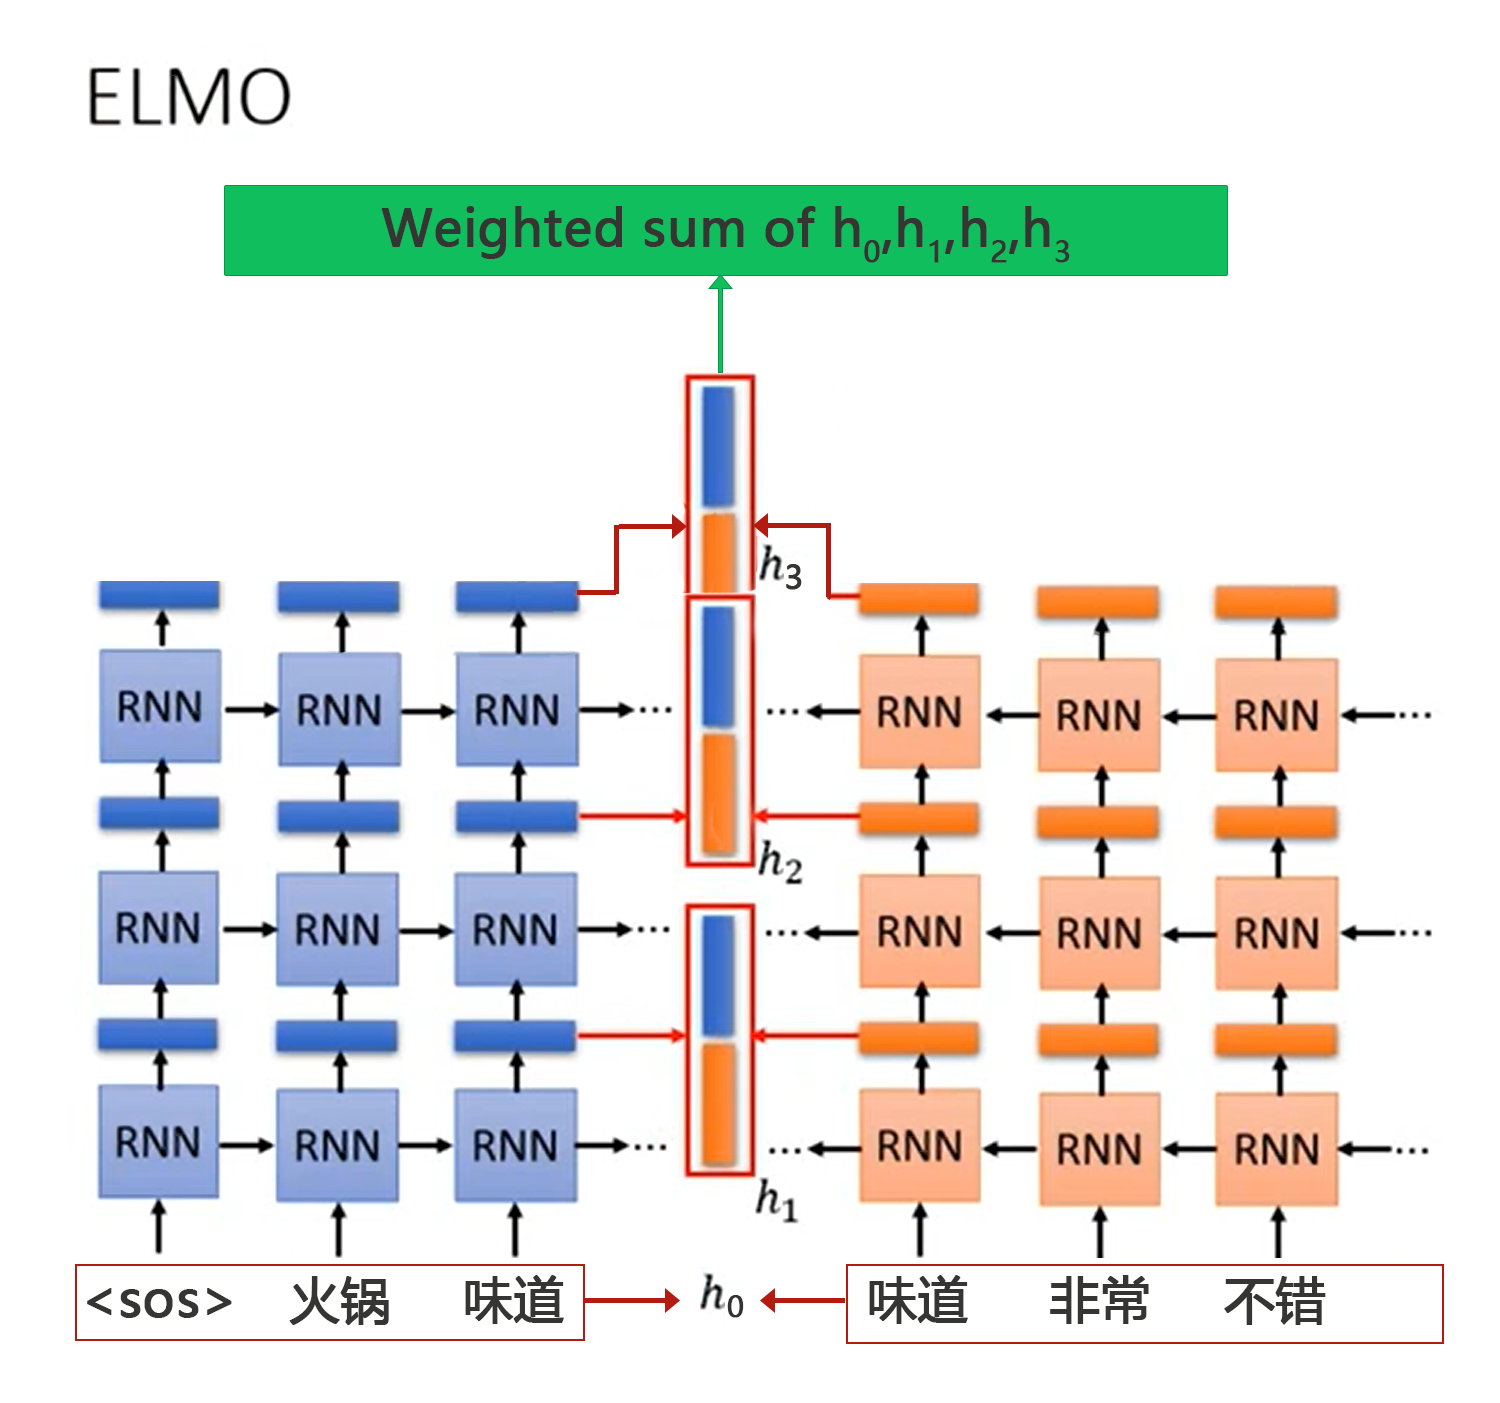 ELMO
Weighted sum of h0,h1,h2,h3
h3
RNN RNN RNN ... ... RNN RNN RNN ...
h2
RNN RNN RNN ... ... RNN RNN RNN ...
RNN RNN RNN ... ... RNN RNN RNN ...
h1
<sos> 火锅 味道 h0 味道 非常 不错